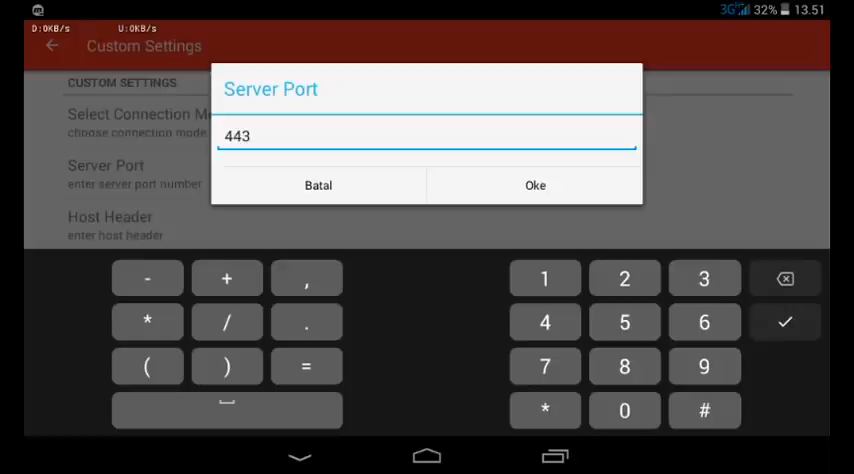 3G 32% 13.51
D:0KB/s U:0KB/s
Custom Settings
CUSTOM SETTINGS
Select Connection M
choose connection mode
Server Port
enter server port number
Host Header
enter host header
Server Port
443
Batal Oke
- + , 1 2 3
* / . 4 5 6
( ) = 7 8 9
* 0 #